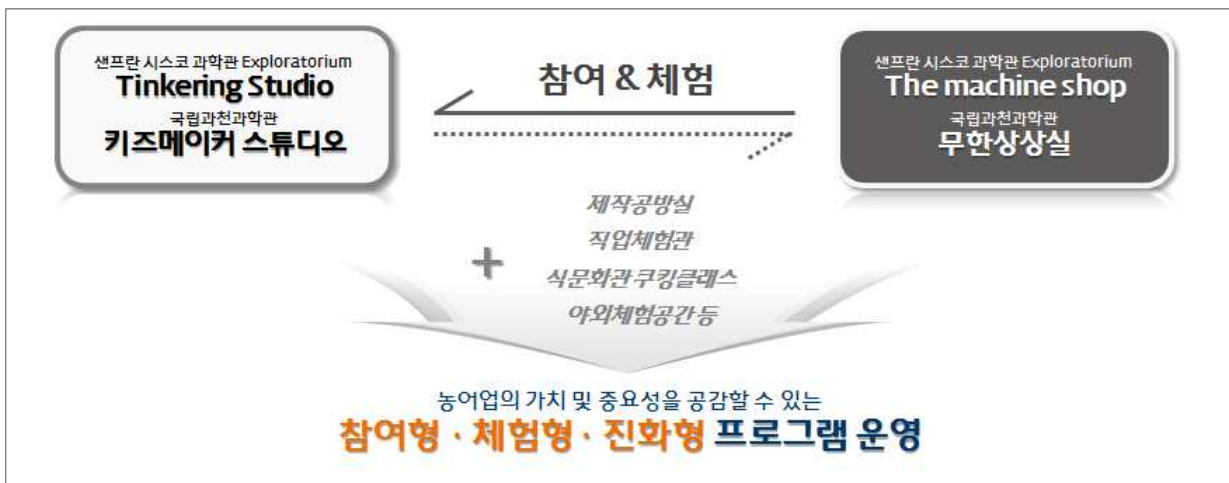 샌프란 시스코 과학관 Exploratorium
Tinkering Studio
국립과천과학관
키즈메이커 스튜디오
참여 & 체험
샌프란 시스코 과학관 Exploratorium
The machine shop
국립과천과학관
무한상상실
+
제작공방실
직업체험관
식문화관 쿠킹클래스
야외체험공간 등
농어업의 가치 및 중요성을 공감할 수 있는
참여형 · 체험형 · 진화형 프로그램 운영